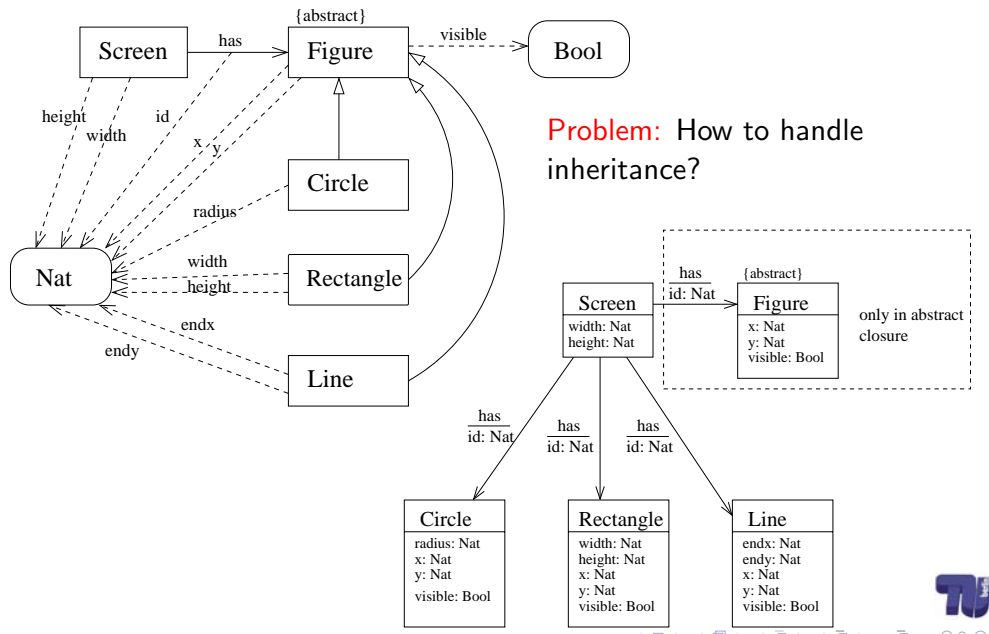 {abstract}
Screen
has
Figure
visible
Bool
height
width
id
x
y
Problem: How to handle
inheritance?
Circle
radius
Nat
width
height
Rectangle
endx
endy
Line
Screen
width: Nat
height: Nat
has
id: Nat
{abstract}
Figure
x: Nat
y: Nat
visible: Bool
only in abstract
closure
has
id: Nat
has
id: Nat
has
id: Nat
Circle
radius: Nat
x: Nat
y: Nat
visible: Bool
Rectangle
width: Nat
height: Nat
x: Nat
y: Nat
visible: Bool
Line
endx: Nat
endy: Nat
x: Nat
y: Nat
visible: Bool
TU
berlin